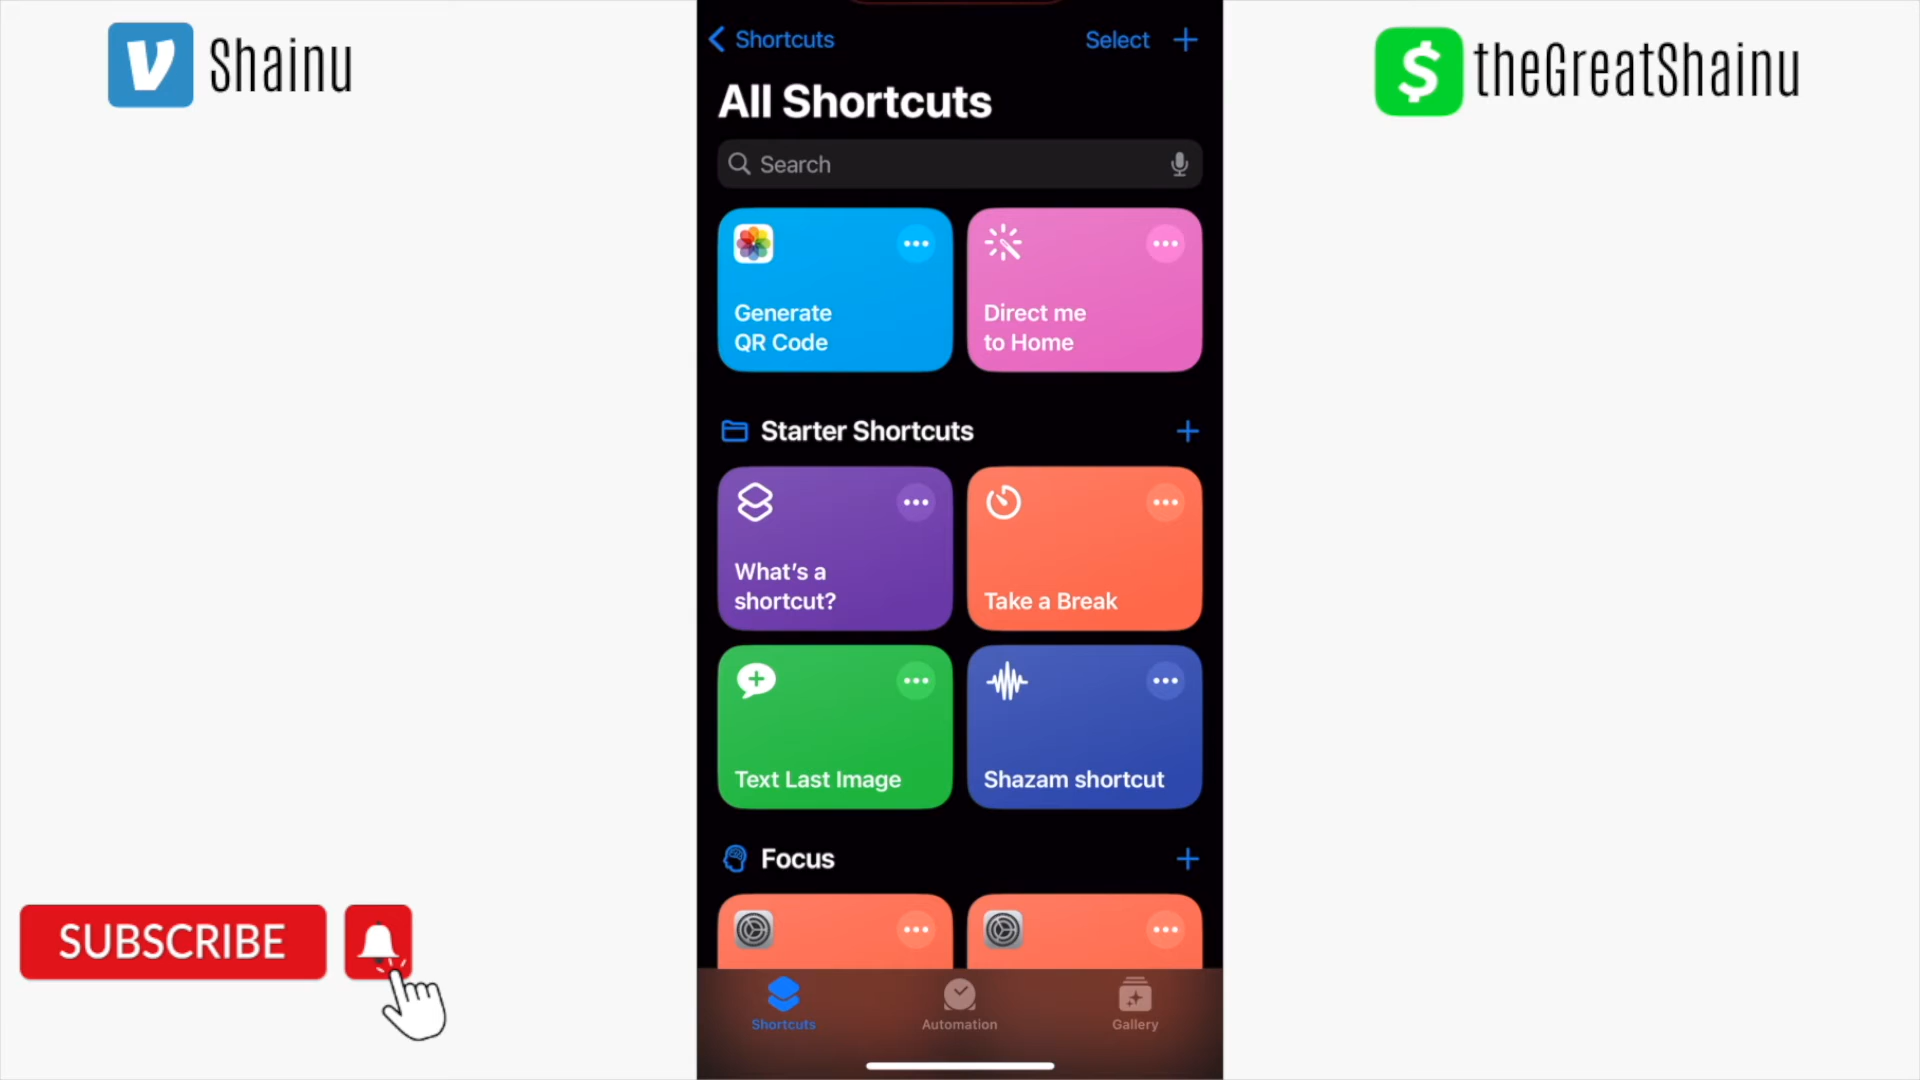 Shainu
theGreatShainu
Shortcuts
Select
All Shortcuts
Search
Generate
QR Code
Direct me
to Home
Starter Shortcuts
What's a
shortcut?
Take a Break
Text Last Image
Shazam shortcut
Focus
SUBSCRIBE
Shortcuts
Automation
Gallery